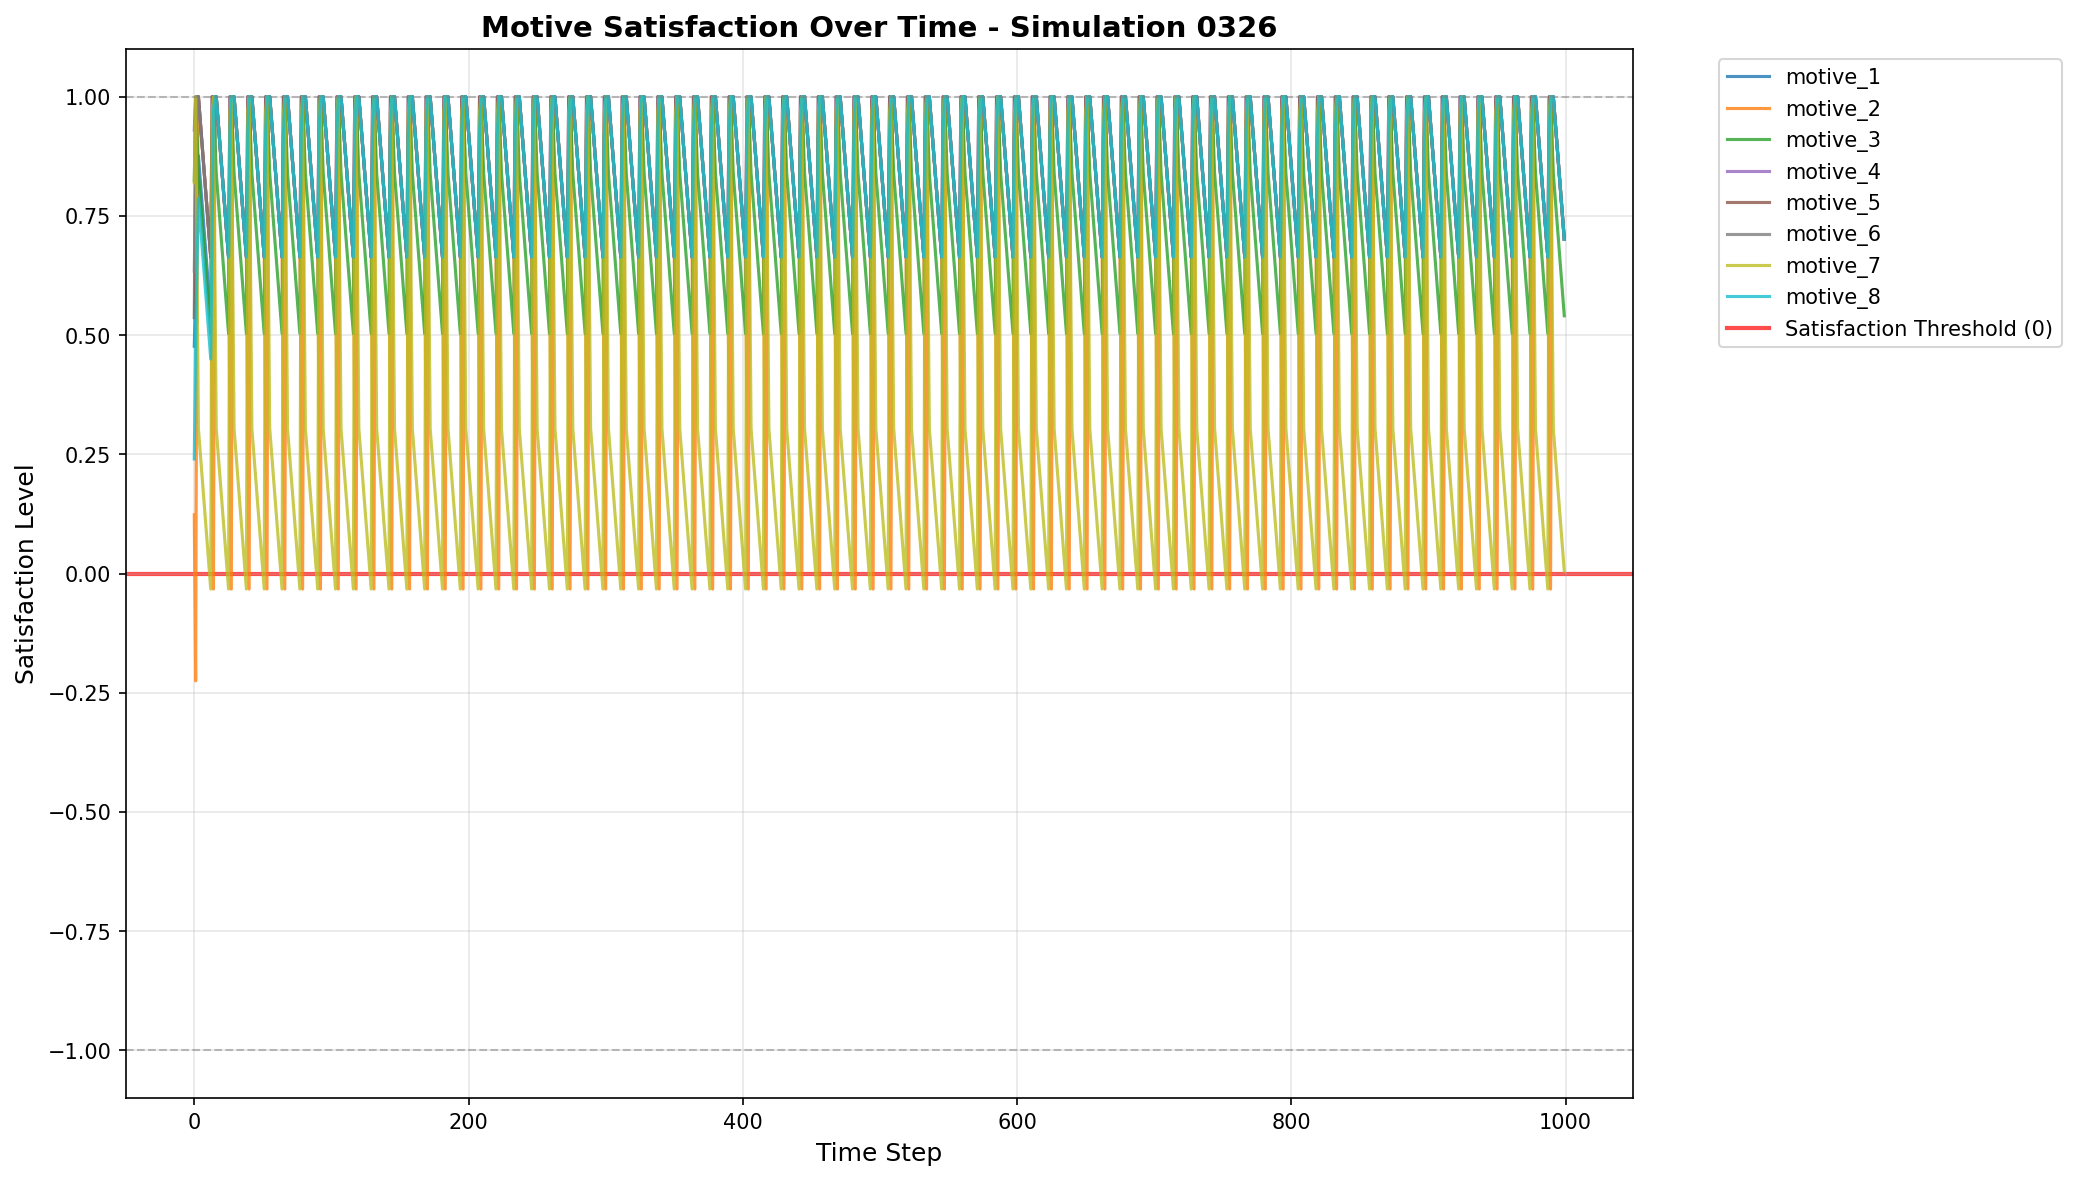 Motive Satisfaction Over Time - Simulation 0326
Satisfaction Level
1.00
0.75
0.50
0.25
0.00
−0.25
−0.50
−0.75
−1.00
0
200
400
600
800
1000
Time Step
motive_1
motive_2
motive_3
motive_4
motive_5
motive_6
motive_7
motive_8
Satisfaction Threshold (0)